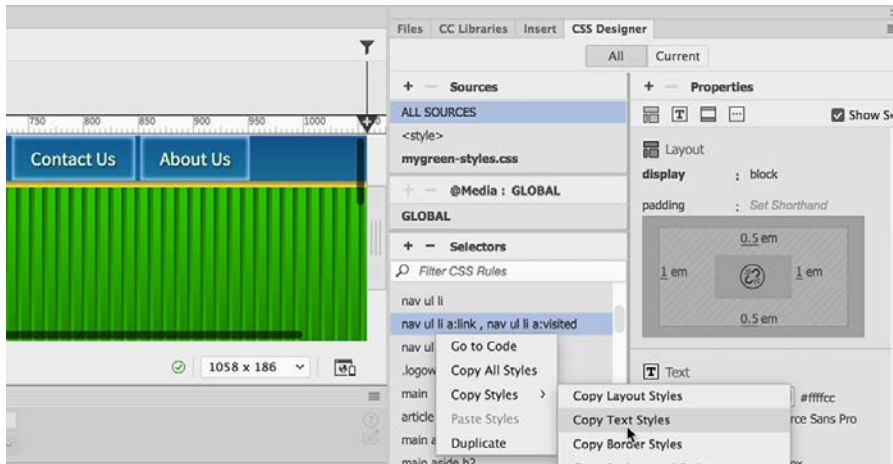 Files CC Libraries Insert CSS Designer
All Current
+ − Sources
+ − Properties
ALL SOURCES
<style>
mygreen-styles.css
Show
750 800 850 900 950 1000
Contact Us About Us
Layout
display : block
+ − @Media : GLOBAL
GLOBAL
padding : Set Shorthand
0.5 em
1 em 1 em
0.5 em
+ − Selectors
Filter CSS Rules
nav ul li
nav ul li a:link , nav ul li a:visited
nav ul
.logow
main
article
main a
main aside h2
Go to Code
Copy All Styles
Copy Styles >
Paste Styles
Duplicate
Copy Layout Styles
Copy Text Styles
Copy Border Styles
1058 x 186
T Text
#ffffcc
rce Sans Pro